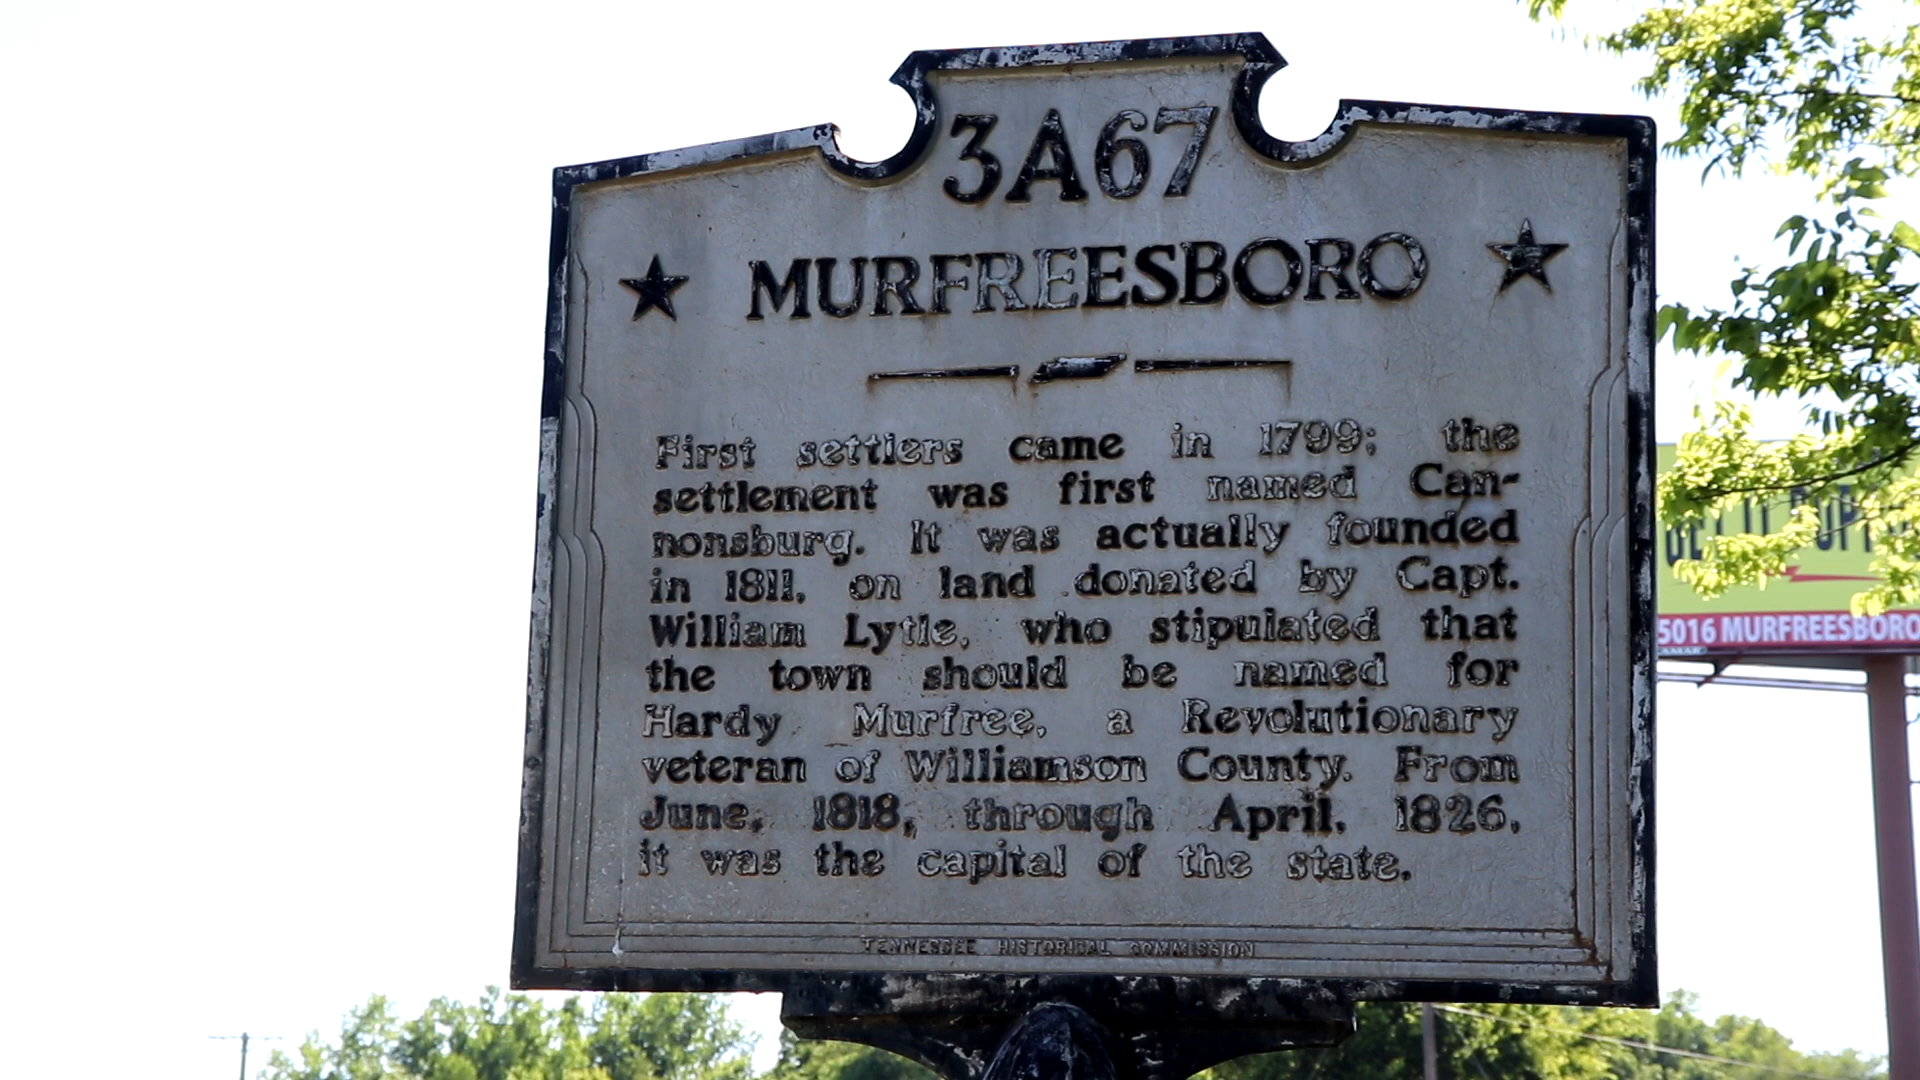 3A67
MURFREESBORO
First settlers came in 1799; the
settlement was first named Can-
nonsburg. It was actually founded
in 1811, on land donated by Capt.
William Lytle, who stipulated that
the town should be named for
Hardy Murfree, a Revolutionary
veteran of Williamson County. From
June, 1818, through April, 1826,
it was the capital of the state.
TENNESSEE HISTORICAL COMMISSION
5016 MURFREESBORO